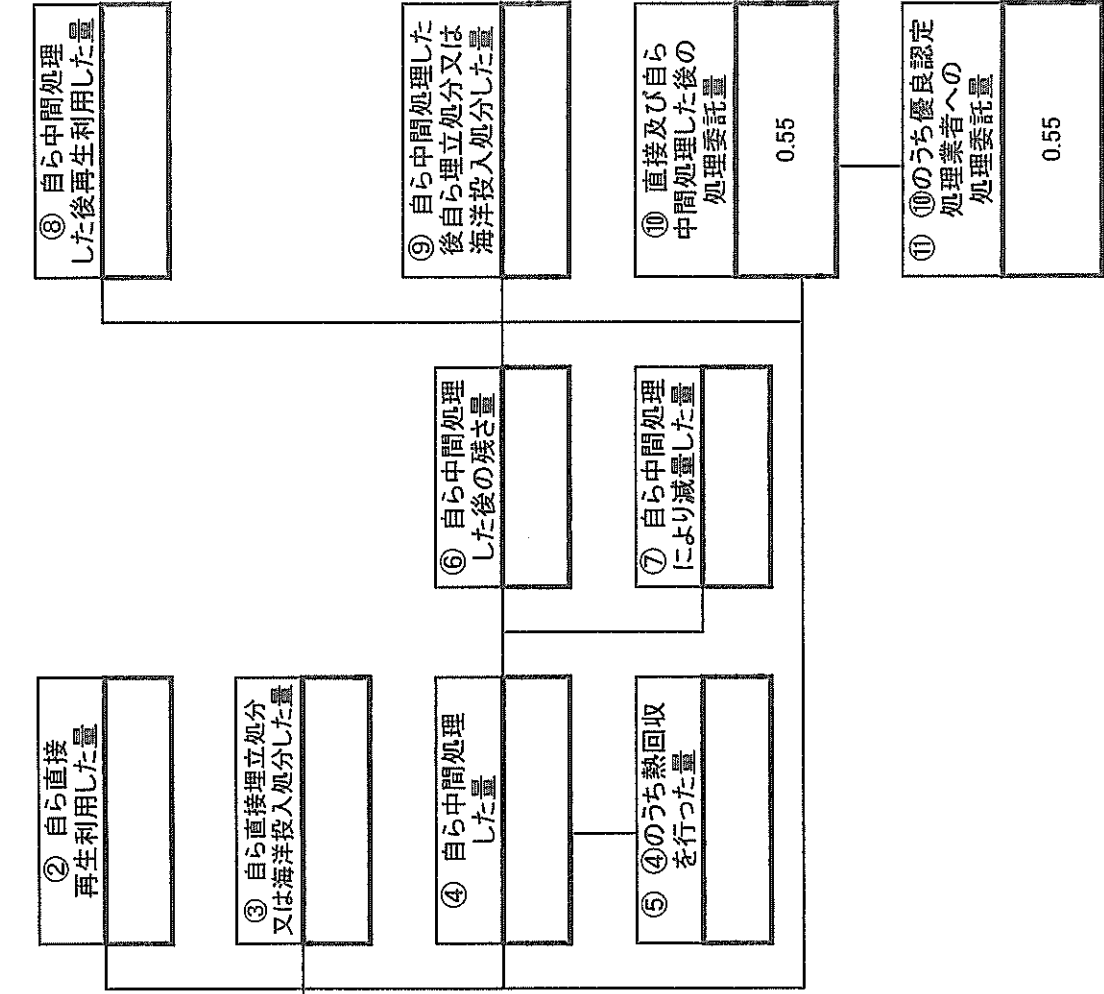 ② 自ら直接
再生利用した量
③ 自ら直接埋立処分
又は海洋投入処分した量
④ 自ら中間処理
した量
⑤ ④のうち熱回収
を行った量
⑥ 自ら中間処理
した後の残さ量
⑦ 自ら中間処理
により減量した量
⑧ 自ら中間処理
した後再生利用した量
⑨ 自ら中間処理した
後自ら埋立処分又は
海洋投入処分した量
⑩ 直接及び自ら
中間処理した後の
処理委託量
0.55
⑪ ⑩のうち優良認定
処理業者への
処理委託量
0.55